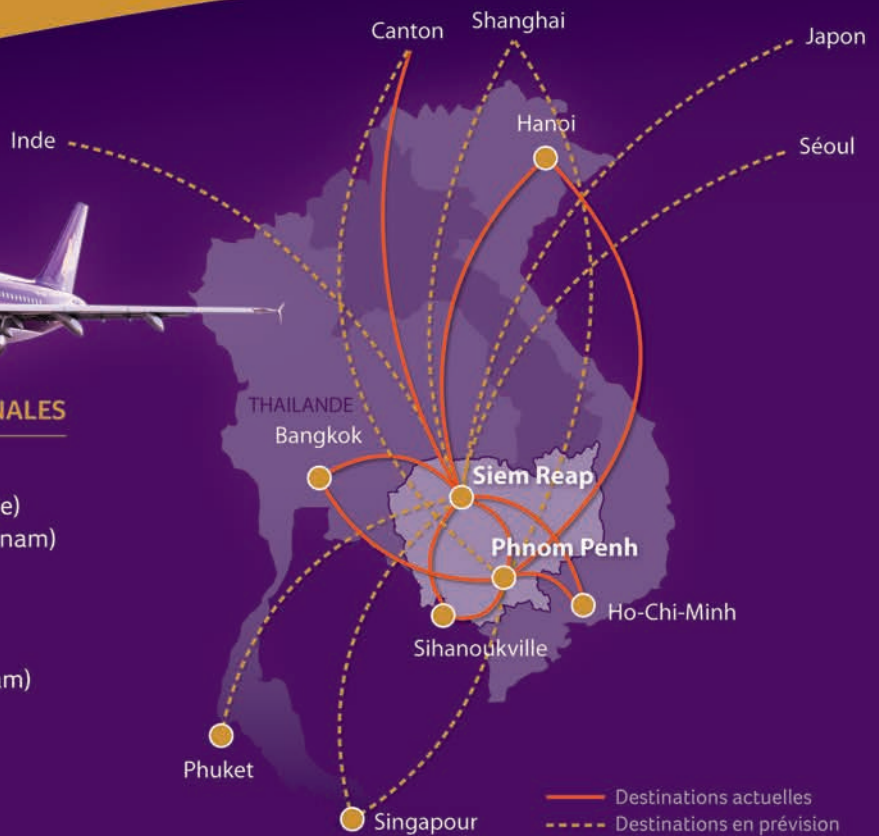 Canton
Shanghai
Japon
Inde
Hanoi
Séoul
NALES
THAILANDE
Bangkok
Siem Reap
e)
nam)
Phnom Penh
Ho-Chi-Minh
Sihanoukville
am)
Phuket
Singapour
Destinations actuelles
Destinations en prévision